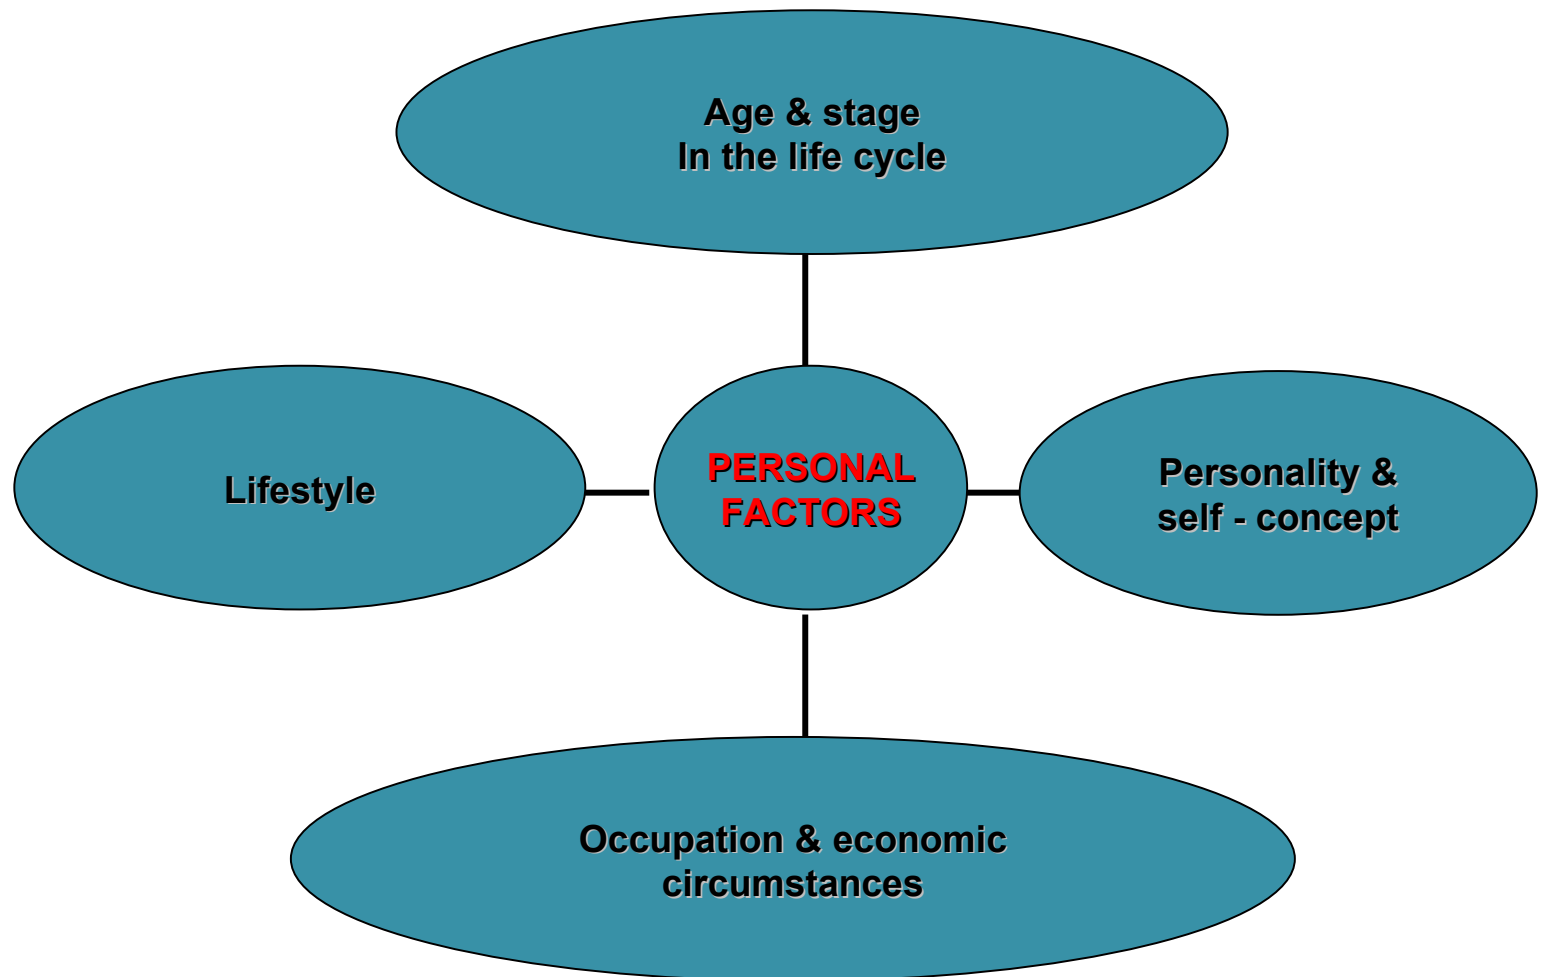 Age & stage
In the life cycle
Lifestyle
PERSONAL
FACTORS
Personality &
self - concept
Occupation & economic
circumstances